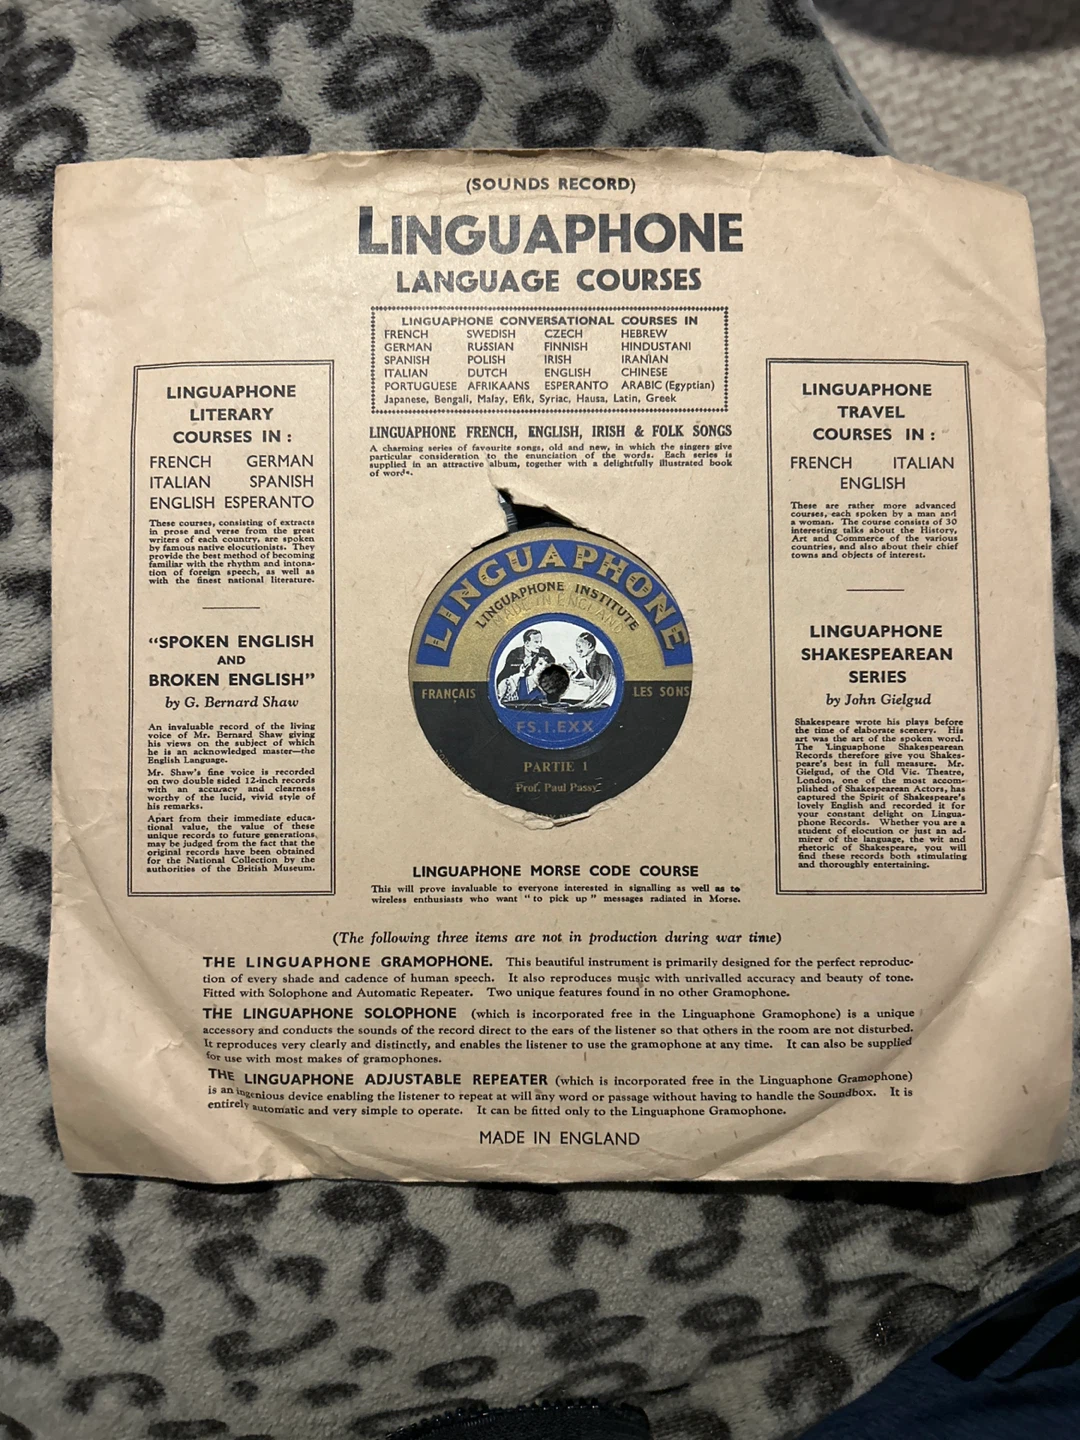 (SOUNDS RECORD)
LINGUAPHONE
LANGUAGE COURSES
LINGUAPHONE CONVERSATIONAL COURSES IN
FRENCH SWEDISH CZECH HEBREW
GERMAN RUSSIAN FINNISH HINDUSTANI
SPANISH POLISH IRISH IRANIAN
ITALIAN DUTCH ENGLISH CHINESE
PORTUGUESE AFRIKAANS ESPERANTO ARABIC (Egyptian)
Japanese, Bengali, Malay, Efik, Syriac, Hausa, Latin, Greek
LINGUAPHONE FRENCH, ENGLISH, IRISH & FOLK SONGS
A charming series of favourite songs, old and new, in which the singers give
particular consideration to the enunciation of the words. Each series is
supplied in an attractive album, together with a delightfully illustrated book
of words.
LINGUAPHONE
LITERARY
COURSES IN :
FRENCH GERMAN
ITALIAN SPANISH
ENGLISH ESPERANTO
These courses, consisting of extracts
in prose and verse from the great
writers of each country, are spoken
by famous native elocutionists. They
provide the best method of becoming
familiar with the rhythm and intona-
tion of foreign speech, as well as
with the finest national literature.
"SPOKEN ENGLISH
AND
BROKEN ENGLISH"
by G. Bernard Shaw
An invaluable record of the living
voice of Mr. Bernard Shaw giving
his views on the subject of which
he is an acknowledged master—the
English Language.
Mr. Shaw's fine voice is recorded
on two double sided 12-inch records
with an accuracy and clearness
worthy of the lucid, vivid style of
his remarks.
Apart from their immediate educa-
tional value, the value of these
unique records to future generations
may be judged from the fact that the
original records have been obtained
for the National Collection by the
authorities of the British Museum.
LINGUAPHONE
LINGUAPHONE INSTITUTE
MADE IN ENGLAND
FRANÇAIS LES SONS
FS.1.EXX
PARTIE 1
Prof. Paul Passy
LINGUAPHONE
TRAVEL
COURSES IN :
FRENCH ITALIAN
ENGLISH
These are rather more advanced
courses, each spoken by a man and
a woman. The course consists of 30
interesting talks about the History,
Art and Commerce of the various
countries, and also about their chief
towns and objects of interest.
LINGUAPHONE
SHAKESPEAREAN
SERIES
by John Gielgud
Shakespeare wrote his plays before
the time of elaborate scenery. His
art was the art of the spoken word.
The Linguaphone Shakespearean
Records therefore give you Shakes-
peare's best in full measure. Mr.
Gielgud, of the Old Vic. Theatre,
London, one of the most accom-
plished of Shakespearean Actors, has
captured the Spirit of Shakespeare's
lovely English and recorded it for
your constant delight on Lingua-
phone Records. Whether you are a
student of elocution or just an ad-
mirer of the language, the wit and
rhetoric of Shakespeare, you will
find these records both stimulating
and thoroughly entertaining.
LINGUAPHONE MORSE CODE COURSE
This will prove invaluable to everyone interested in signalling as well as to
wireless enthusiasts who want "to pick up" messages radiated in Morse.
(The following three items are not in production during war time)
THE LINGUAPHONE GRAMOPHONE. This beautiful instrument is primarily designed for the perfect reproduc-
tion of every shade and cadence of human speech. It also reproduces music with unrivalled accuracy and beauty of tone.
Fitted with Solophone and Automatic Repeater. Two unique features found in no other Gramophone.
THE LINGUAPHONE SOLOPHONE (which is incorporated free in the Linguaphone Gramophone) is a unique
accessory and conducts the sounds of the record direct to the ears of the listener so that others in the room are not disturbed.
It reproduces very clearly and distinctly, and enables the listener to use the gramophone at any time. It can also be supplied
for use with most makes of gramophones.
THE LINGUAPHONE ADJUSTABLE REPEATER (which is incorporated free in the Linguaphone Gramophone)
is an ingenious device enabling the listener to repeat at will any word or passage without having to handle the Soundbox. It is
entirely automatic and very simple to operate. It can be fitted only to the Linguaphone Gramophone.
MADE IN ENGLAND